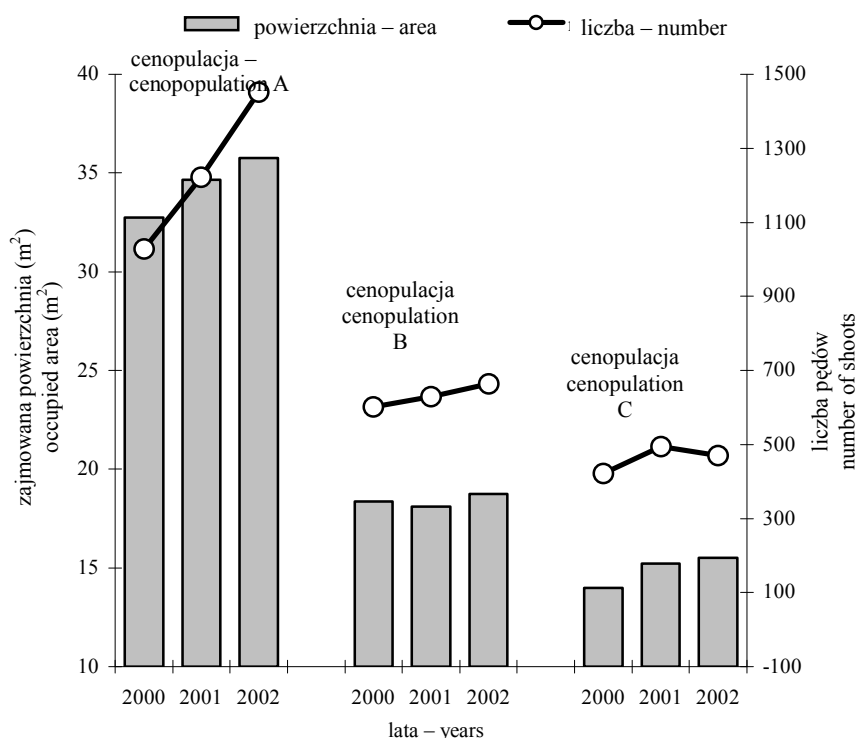 powierzchnia – area
liczba – number
cenopulacja –
cenopopulation A
40
35
30
25
20
15
10
zajmowana powierzchnia (m²)
occupied area (m²)
cenopulacja
cenopulation
B
cenopulacja
cenopulation
C
1500
1300
1100
900
700
500
300
100
-100
liczba pędów
number of shoots
2000 2001 2002 2000 2001 2002 2000 2001 2002
lata – years